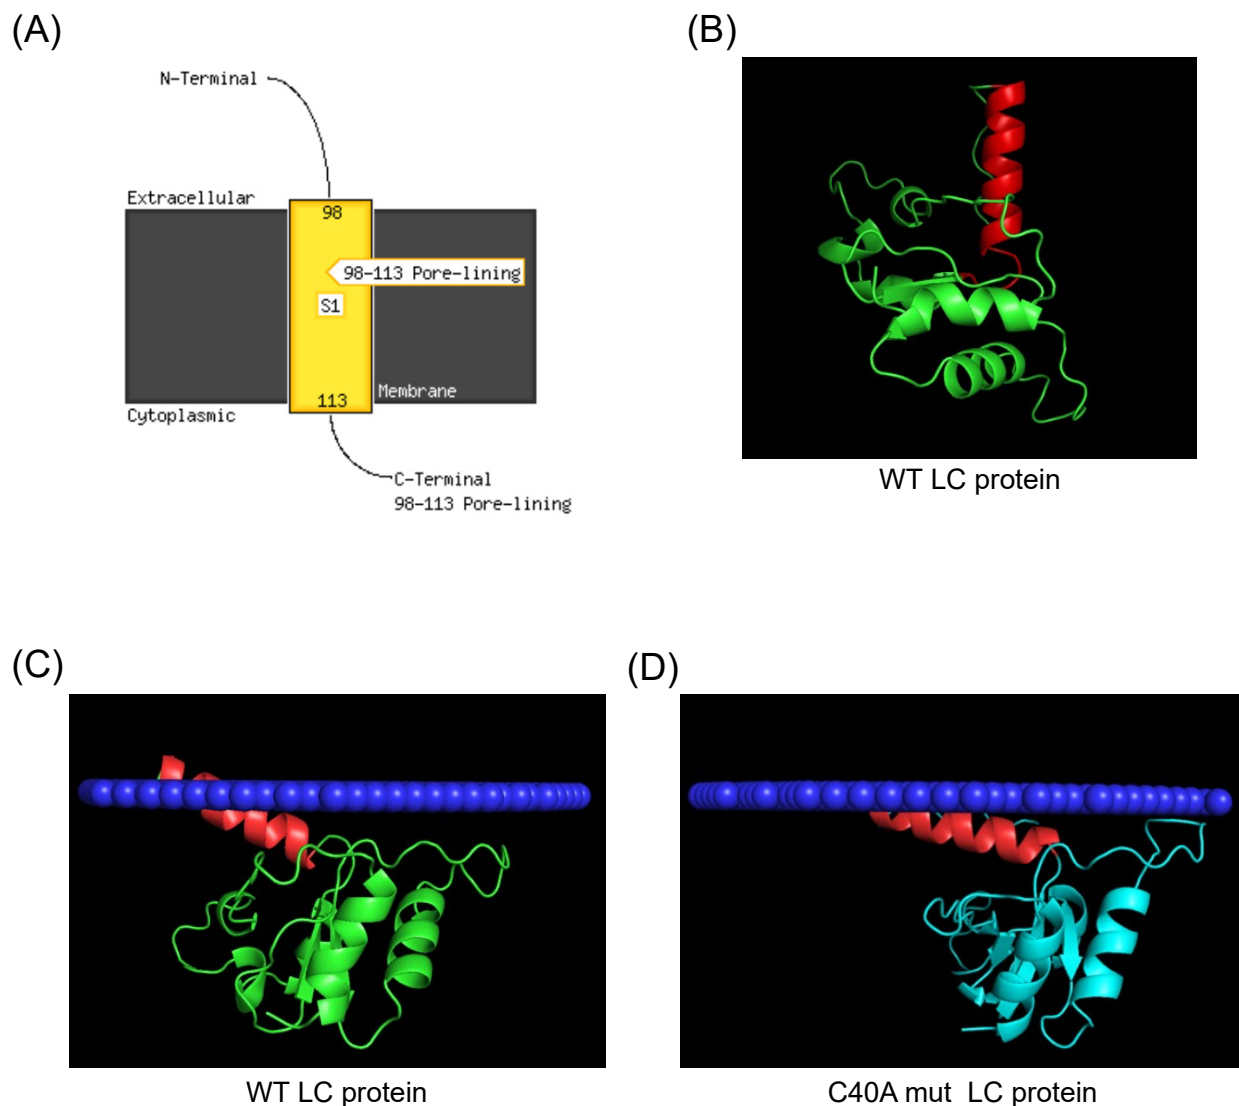 (A)
N-Terminal
Extracellular
98
98-113 Pore-lining
S1
Membrane
113
Cytoplasmic
C-Terminal
98-113 Pore-lining
(B)
WT LC protein
(C)
WT LC protein
(D)
C40A mut LC protein